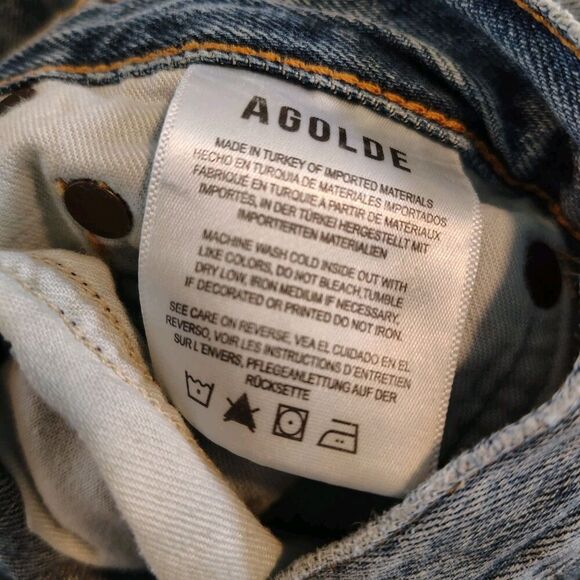 AGOLDE
MADE IN TURKEY OF IMPORTED MATERIALS
HECHO EN TURQUIA DE MATERIALES IMPORTADOS
FABRIQUÉ EN TURQUIE À PARTIR DE MATÉRIAUX
IMPORTES, IN DER TÜRKEI HERGESTELLT MIT
IMPORTIERTEN MATERIALIEN
MACHINE WASH COLD INSIDE OUT WITH
LIKE COLORS, DO NOT BLEACH,TUMBLE
DRY LOW, IRON MEDIUM IF NECESSARY,
IF DECORATED OR PRINTED DO NOT IRON.
SEE CARE ON REVERSE, VEA EL CUIDADO EN EL
REVERSO, VOIR LES INSTRUCTIONS D'ENTRETIEN
SUR L'ENVERS, PFLEGEANLEITUNG AUF DER
RÜCKSETTE